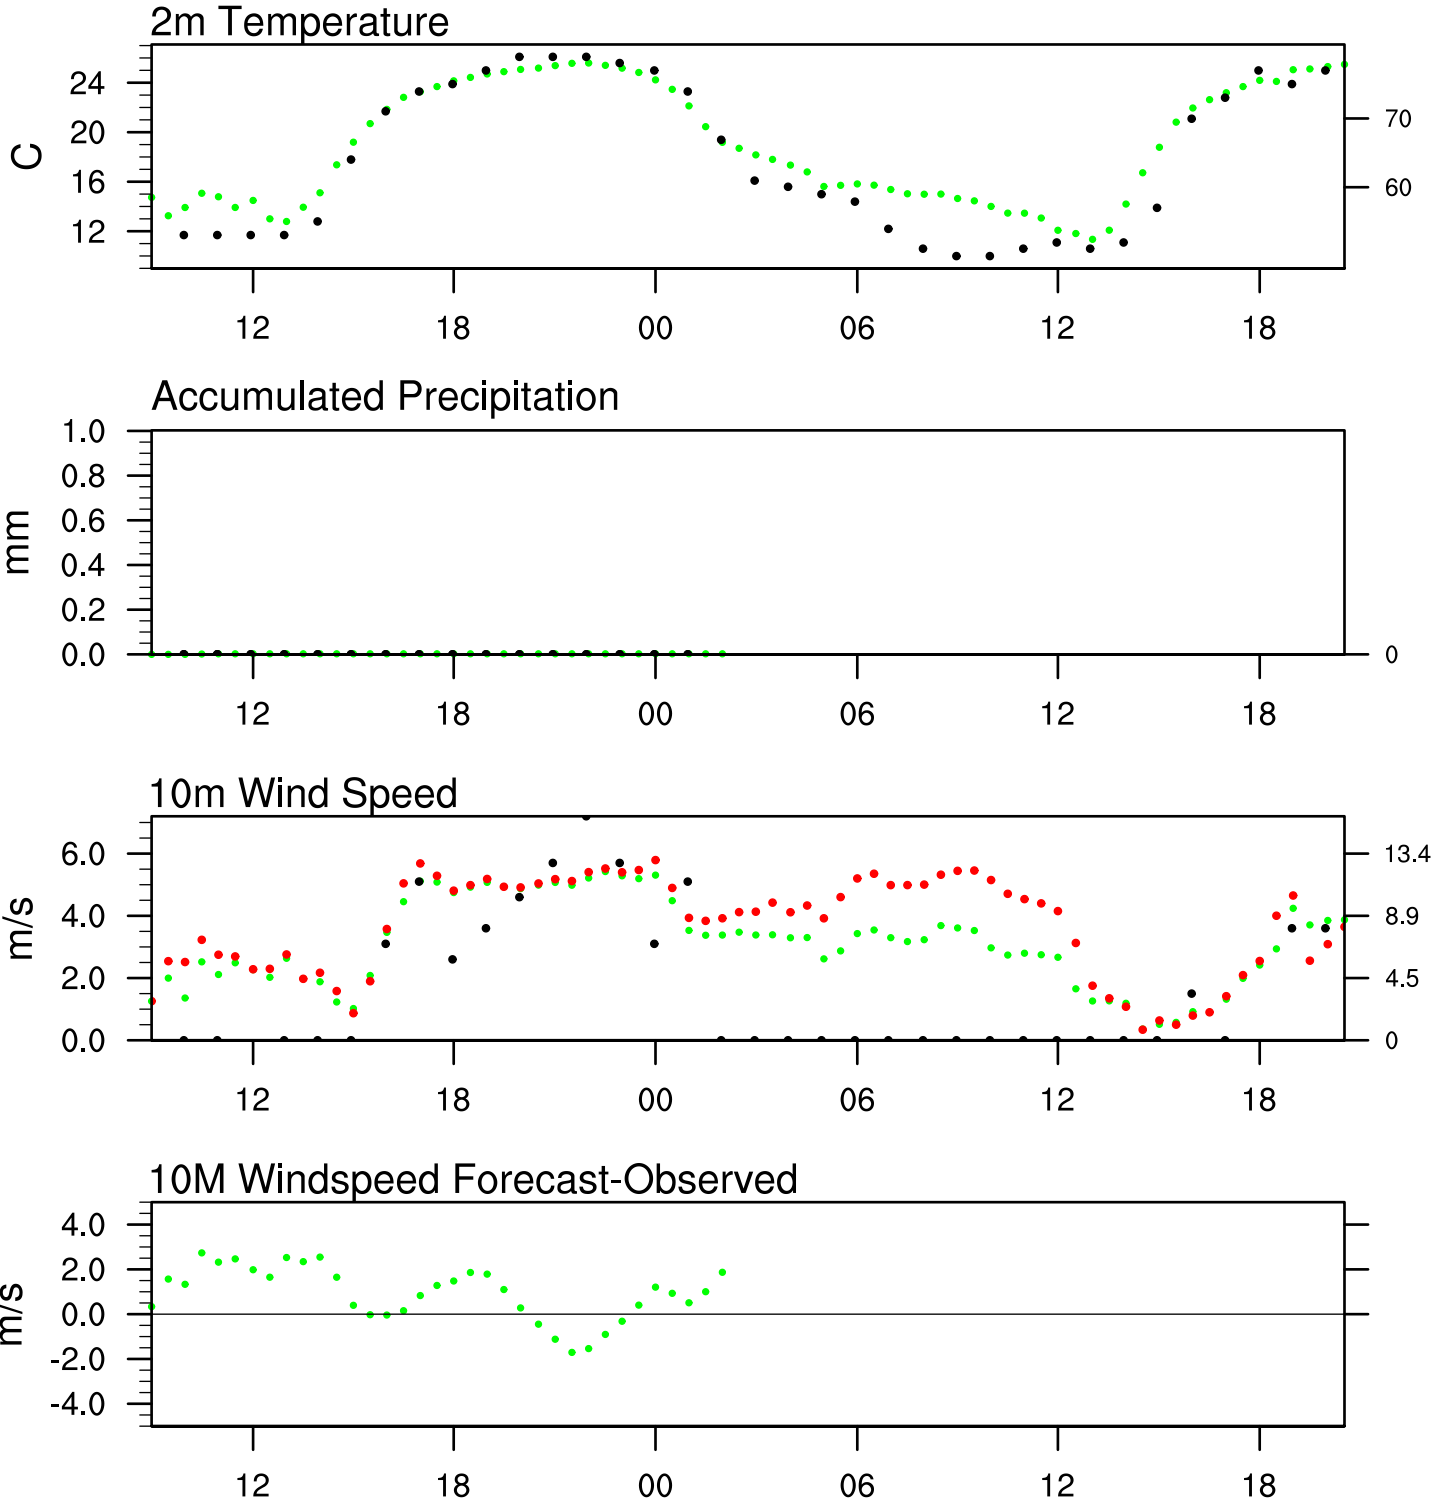 2m Temperature
24
20
16
12
C
70
60
12 18 00 06 12 18
Accumulated Precipitation
1.0
0.8
0.6
0.4
0.2
0.0
mm
0
12 18 00 06 12 18
10m Wind Speed
6.0
4.0
2.0
0.0
m/s
13.4
8.9
4.5
0
12 18 00 06 12 18
10M Windspeed Forecast-Observed
4.0
2.0
0.0
-2.0
-4.0
m/s
12 18 00 06 12 18